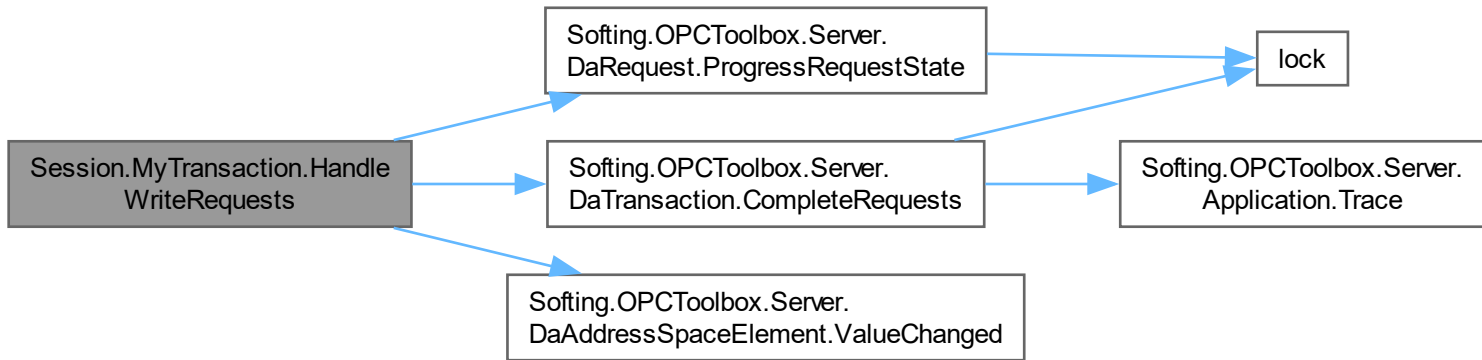 Softing.OPCToolbox.Server.
DaRequest.ProgressRequestState
lock
Session.MyTransaction.Handle
WriteRequests
Softing.OPCToolbox.Server.
DaTransaction.CompleteRequests
Softing.OPCToolbox.Server.
Application.Trace
Softing.OPCToolbox.Server.
DaAddressSpaceElement.ValueChanged